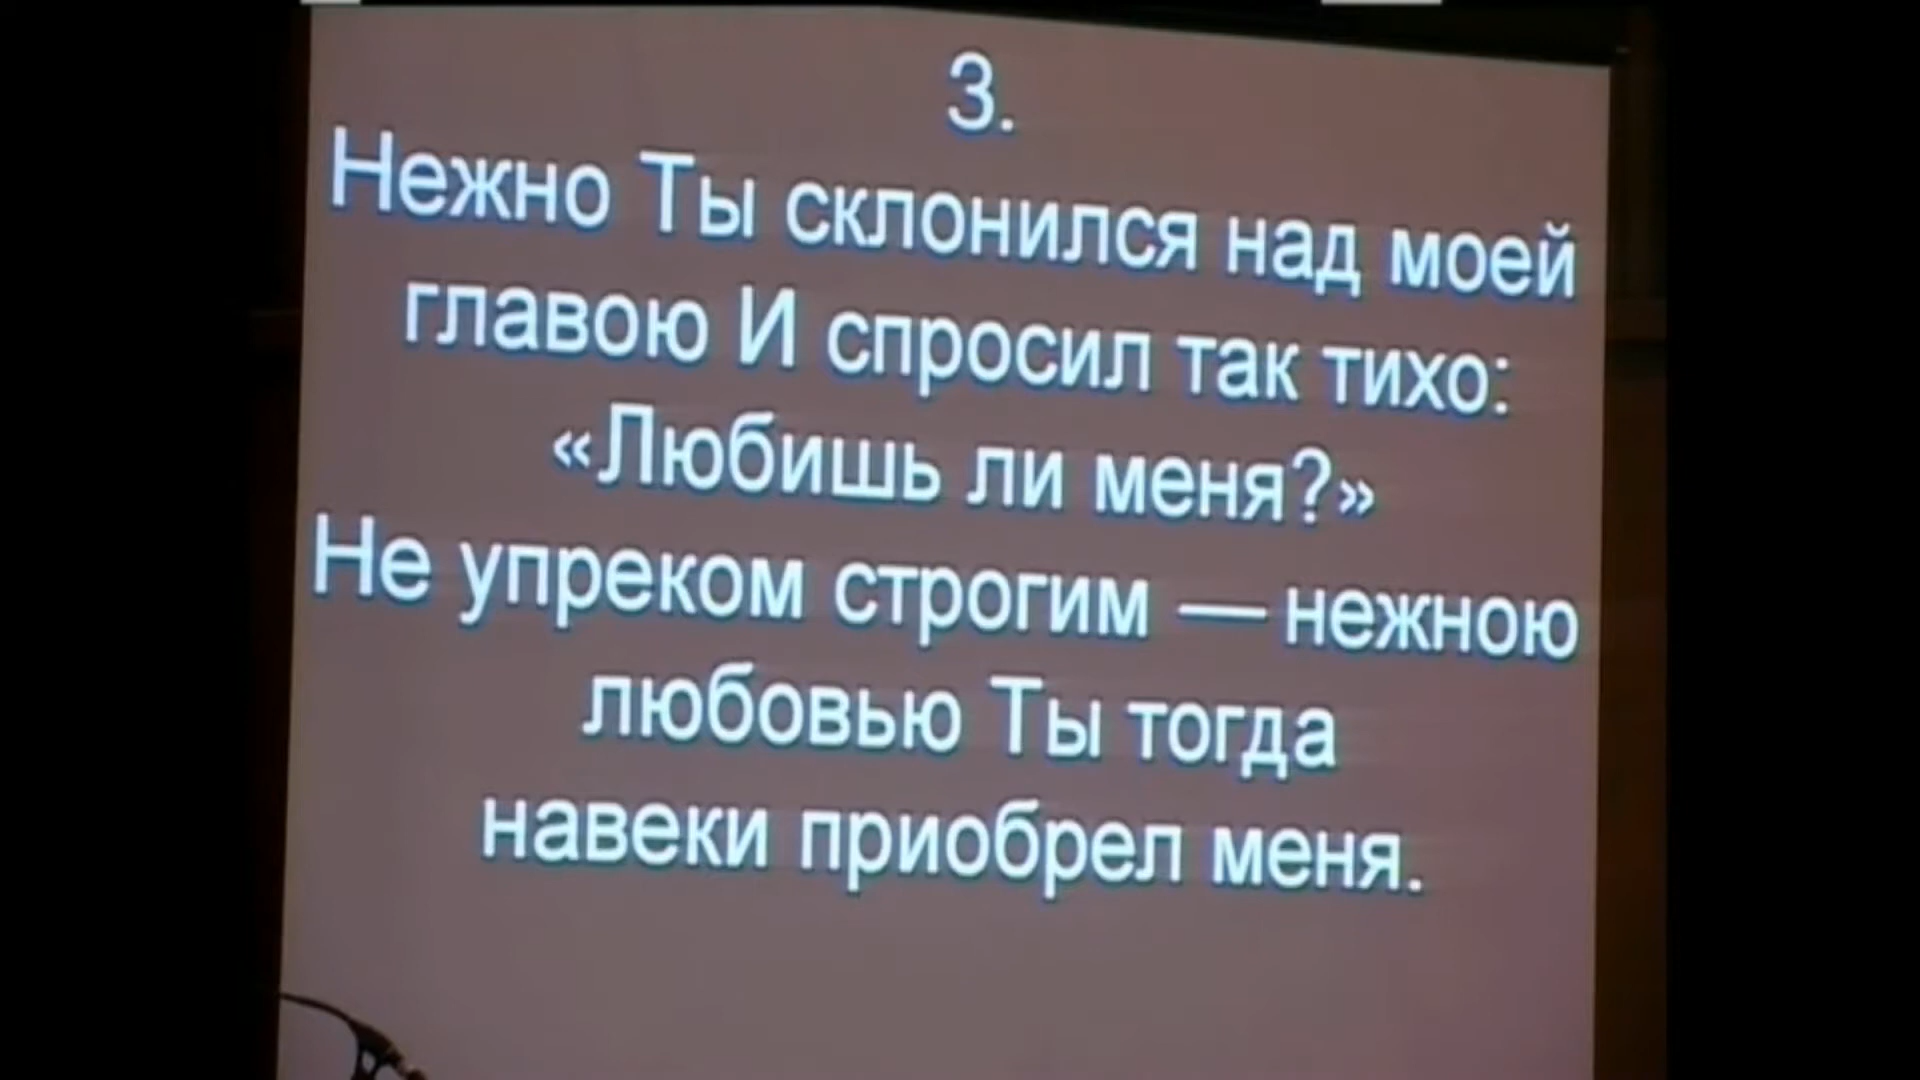 3.
Нежно Ты склонился над моей
главою И спросил так тихо:
«Любишь ли меня?»
Не упреком строгим — нежною
любовью Ты тогда
навеки приобрел меня.